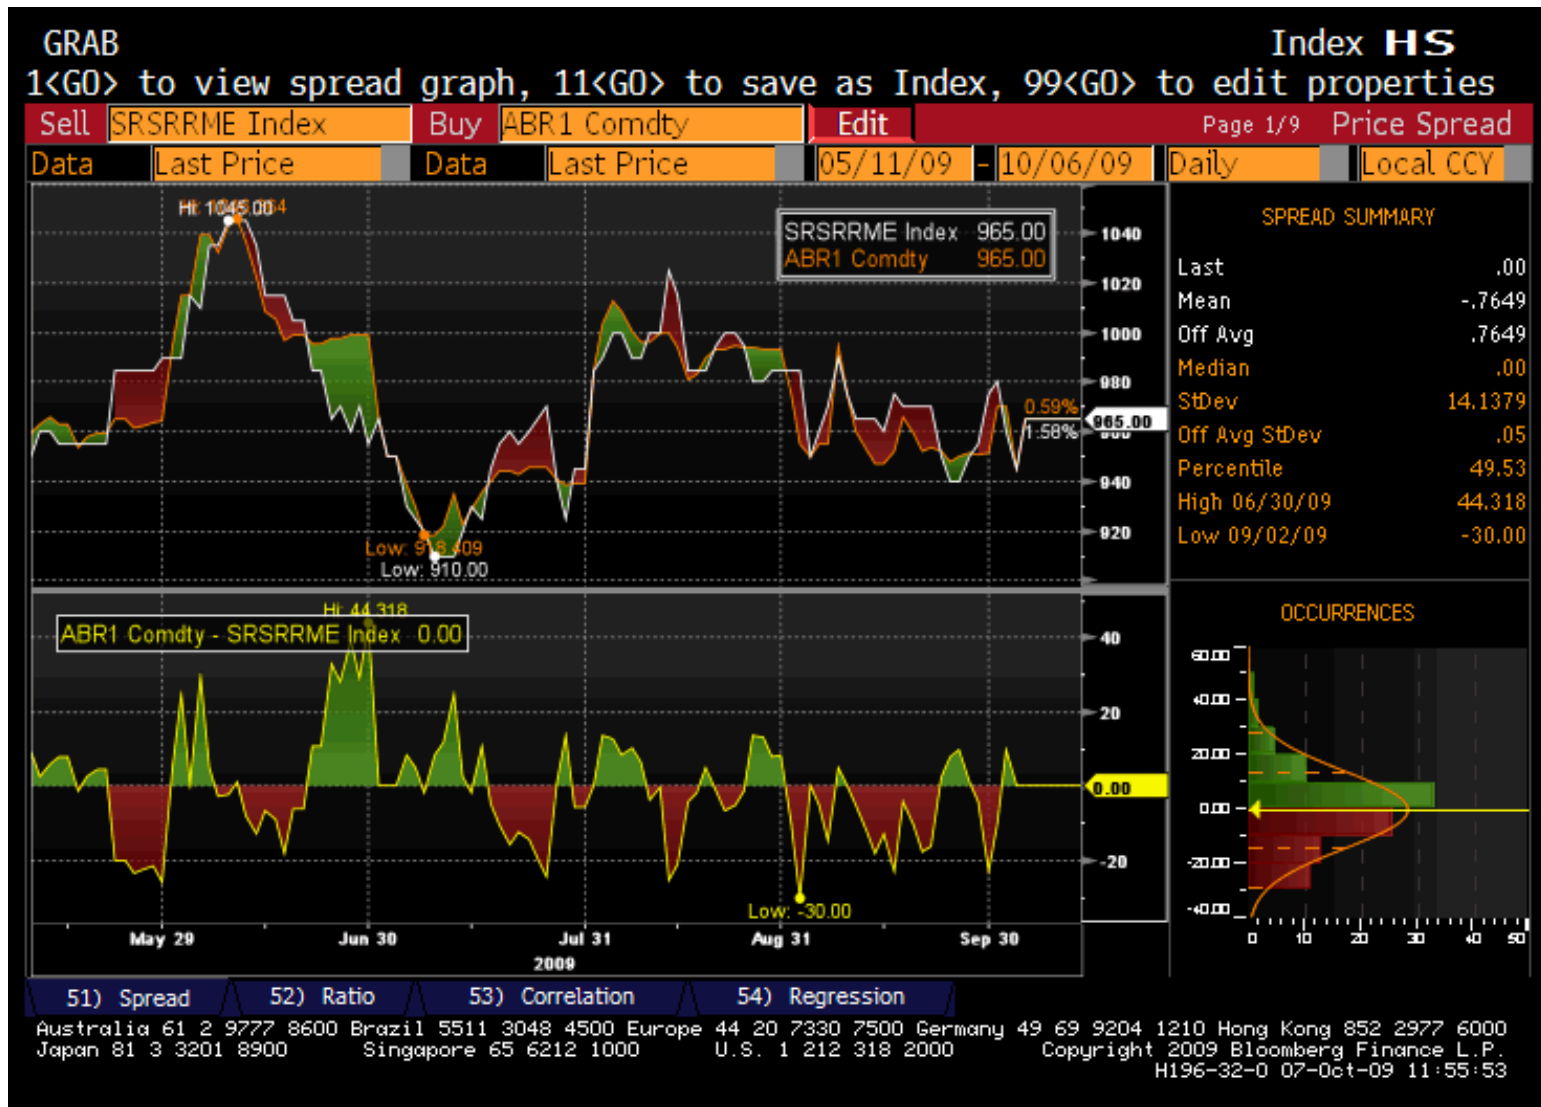 GRAB Index HS
1<GO> to view spread graph, 11<GO> to save as Index, 99<GO> to edit properties
Sell SRSRRME Index Buy ABR1 Comdty Edit Page 1/9 Price Spread
Data Last Price Data Last Price 05/11/09 - 10/06/09 Daily Local CCY
Hi: 1045.00
SRSRRME Index 965.00
ABR1 Comdty 965.00
1040
1020
1000
980
965.00
940
920
0.59%
1.58%
Low: 918.409
Low: 910.00
SPREAD SUMMARY
Last .00
Mean -.7649
Off Avg .7649
Median .00
StDev 14.1379
Off Avg StDev .05
Percentile 49.53
High 06/30/09 44.318
Low 09/02/09 -30.00
Hi: 44.318
ABR1 Comdty - SRSRRME Index 0.00
40
20
0.00
-20
Low: -30.00
May 29 Jun 30 Jul 31 Aug 31 Sep 30
2009
OCCURRENCES
60.00
40.00
20.00
0.00
-20.00
-40.00
0 10 20 30 40 50
51) Spread 52) Ratio 53) Correlation 54) Regression
Australia 61 2 9777 8600 Brazil 5511 3048 4500 Europe 44 20 7330 7500 Germany 49 69 9204 1210 Hong Kong 852 2977 6000
Japan 81 3 3201 8900 Singapore 65 6212 1000 U.S. 1 212 318 2000 Copyright 2009 Bloomberg Finance L.P.
H196-32-0 07-Oct-09 11:55:53